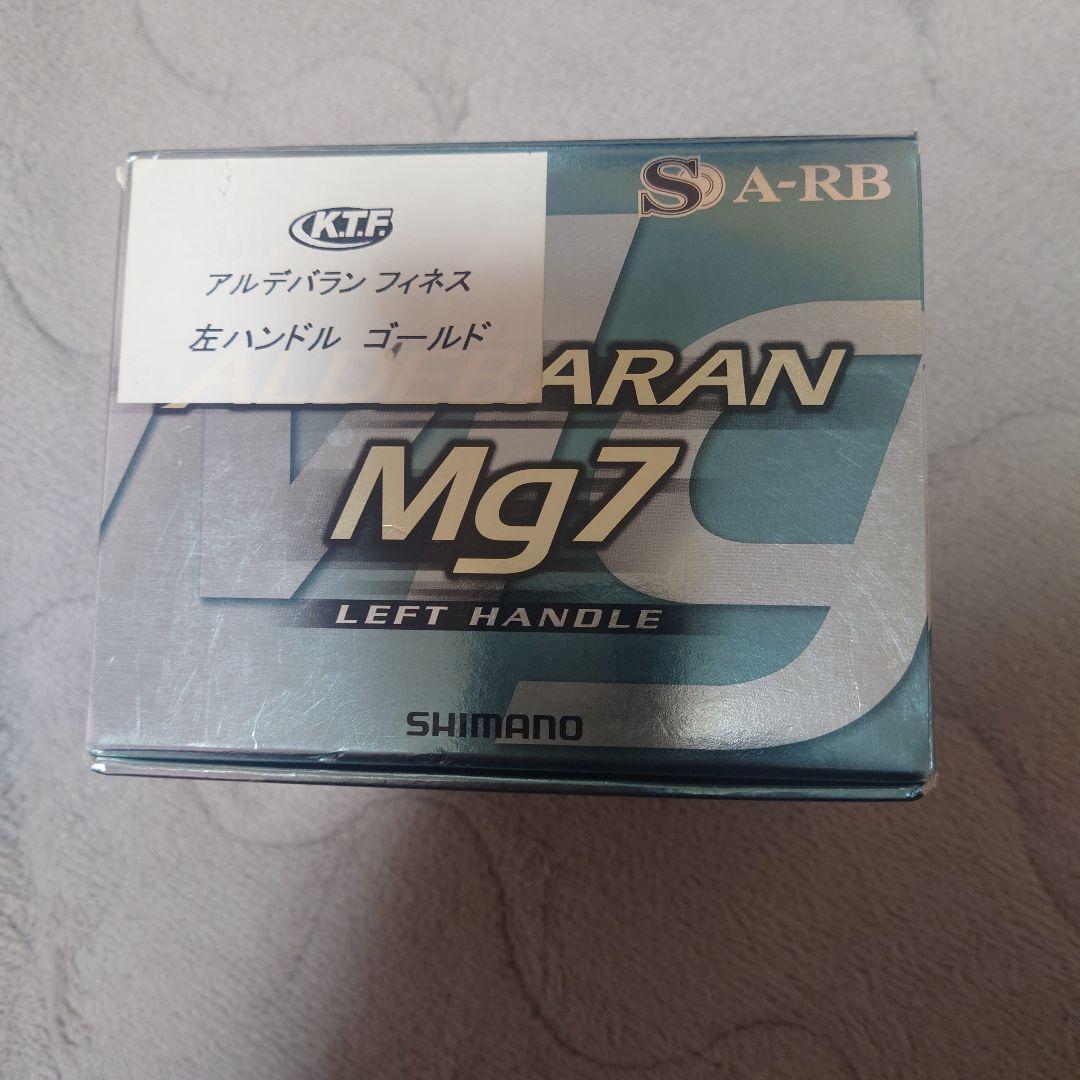 K.T.F.
アルデバラン フィネス
左ハンドル ゴールド
S A-RB
ALDEBARAN
Mg7
LEFT HANDLE
SHIMANO